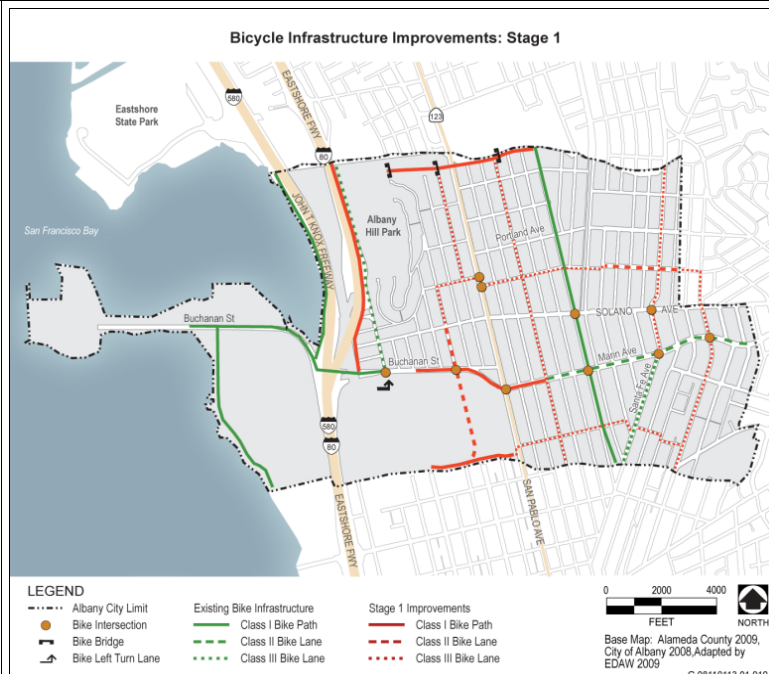 Bicycle Infrastructure Improvements: Stage 1
Eastshore
State Park
580
EASTSHORE FWY
80
123
JOHN T KNOX FREEWAY
Albany
Hill Park
Portland Ave
San Francisco Bay
Buchanan St
SOLANO AVE
Buchanan St
Marin Ave
Santa Fe Ave
580
80
EASTSHORE FWY
SAN PABLO AVE
LEGEND
Albany City Limit
Bike Intersection
Bike Bridge
Bike Left Turn Lane
Existing Bike Infrastructure
Class I Bike Path
Class II Bike Lane
Class III Bike Lane
Stage 1 Improvements
Class I Bike Path
Class II Bike Lane
Class III Bike Lane
0 2000 4000
FEET
NORTH
Base Map: Alameda County 2009,
City of Albany 2008,Adapted by
EDAW 2009